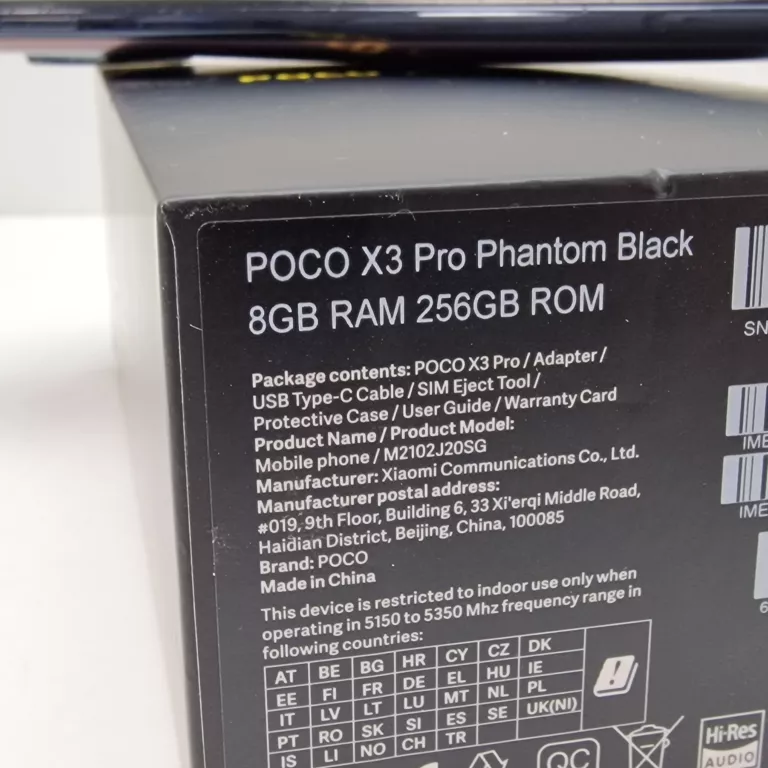 POCO X3 Pro Phantom Black
8GB RAM 256GB ROM
Package contents: POCO X3 Pro / Adapter /
USB Type-C Cable / SIM Eject Tool /
Protective Case / User Guide / Warranty Card
Product Name / Product Model:
Mobile phone / M2102J20SG
Manufacturer: Xiaomi Communications Co., Ltd.
Manufacturer postal address:
#019, 9th Floor, Building 6, 33 Xi'erqi Middle Road,
Haidian District, Beijing, China, 100085
Brand: POCO
Made in China
This device is restricted to indoor use only when
operating in 5150 to 5350 Mhz frequency range in
following countries:
AT BE BG HR CY CZ DK
EE FI FR DE EL HU IE
IT LV LT LU MT NL PL
PT RO SK SI ES SE UK(NI)
IS LI NO CH TR
SN
IME
IME
6
QC
Hi-Res
AUDIO